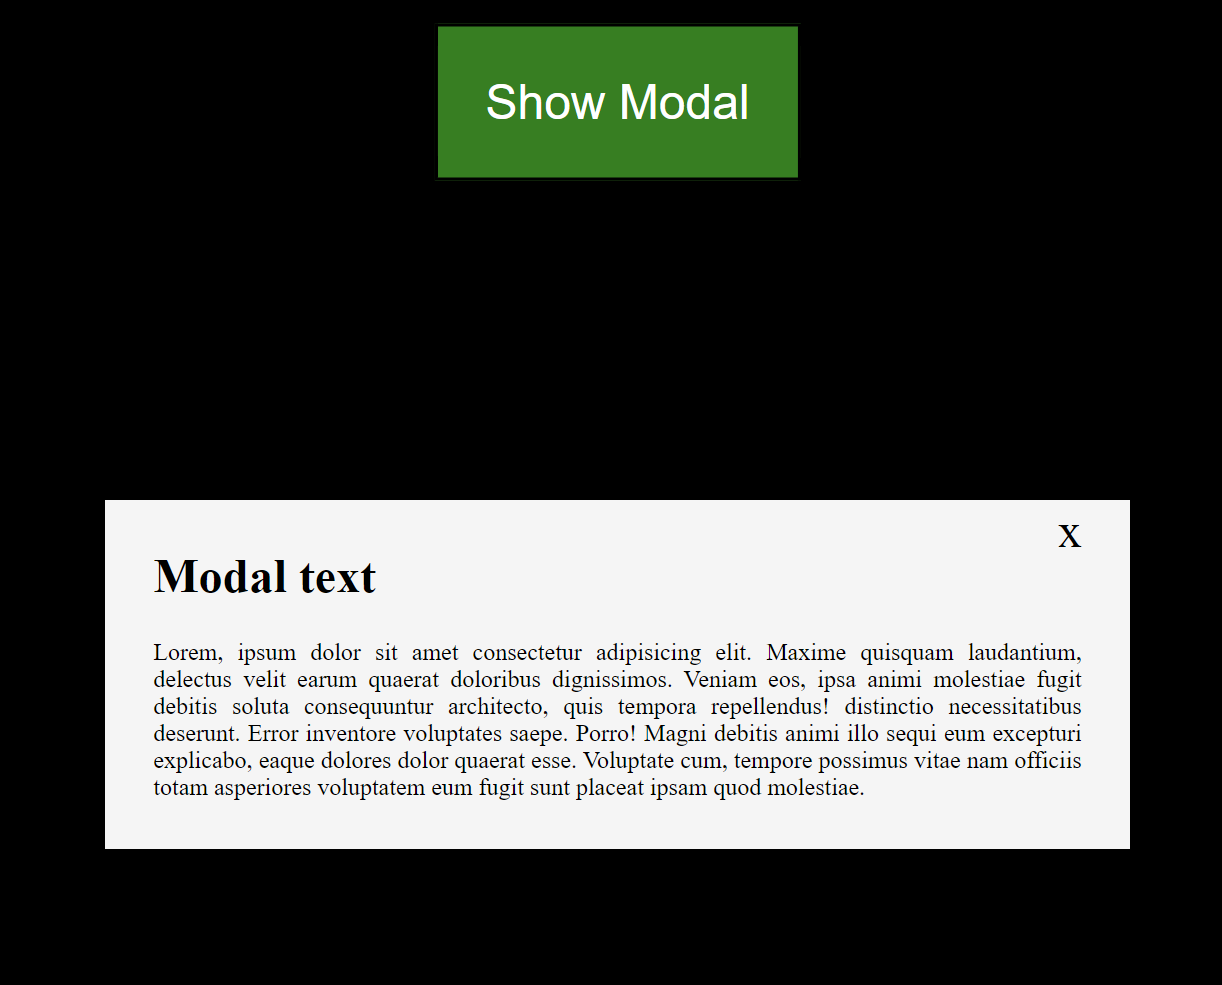 Show Modal
X
Modal text
Lorem, ipsum dolor sit amet consectetur adipisicing elit. Maxime quisquam laudantium,
delectus velit earum quaerat doloribus dignissimos. Veniam eos, ipsa animi molestiae fugit
debitis soluta consequuntur architecto, quis tempora repellendus! distinctio necessitatibus
deserunt. Error inventore voluptates saepe. Porro! Magni debitis animi illo sequi eum excepturi
explicabo, eaque dolores dolor quaerat esse. Voluptate cum, tempore possimus vitae nam officiis
totam asperiores voluptatem eum fugit sunt placeat ipsam quod molestiae.